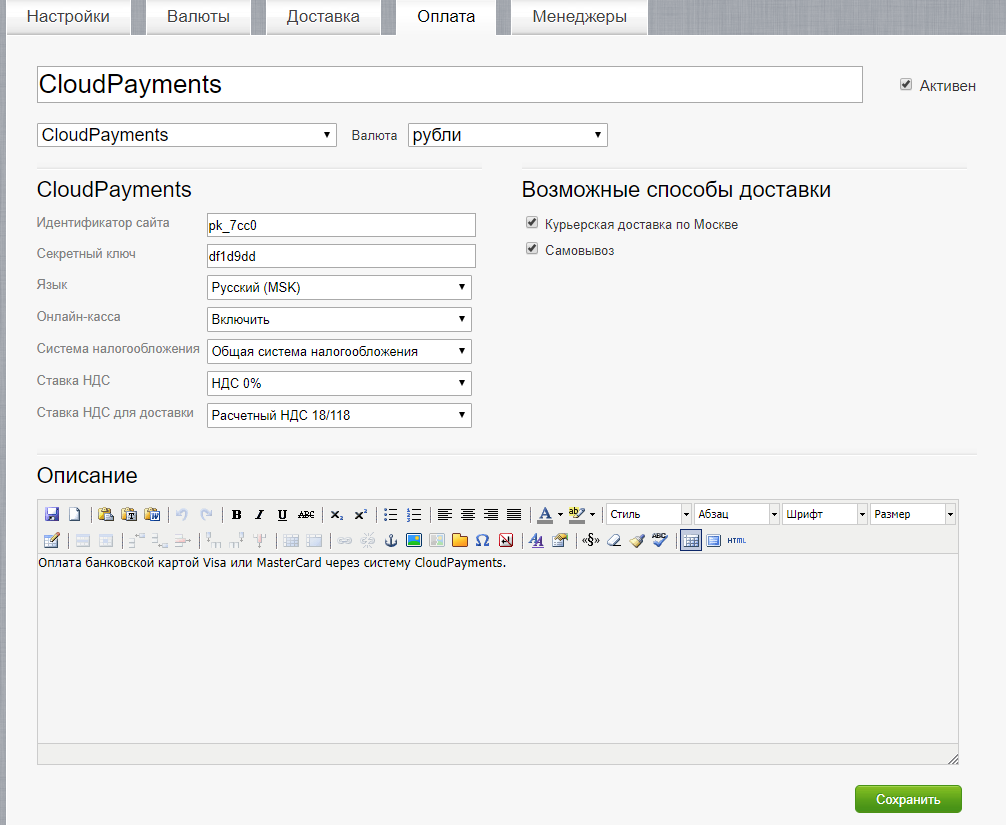 Настройки Валюты Доставка Оплата Менеджеры
CloudPayments Активен
CloudPayments Валюта рубли
CloudPayments
Идентификатор сайта pk_7cc0
Секретный ключ df1d9dd
Язык Русский (MSK)
Онлайн-касса Включить
Система налогообложения Общая система налогообложения
Ставка НДС НДС 0%
Ставка НДС для доставки Расчетный НДС 18/118
Возможные способы доставки
Курьерская доставка по Москве
Самовывоз
Описание
B I U ABC X₂ X² A ab Стиль Абзац Шрифт Размер
Ω A «§» ABC HTML
Оплата банковской картой Visa или MasterCard через систему CloudPayments.
Сохранить